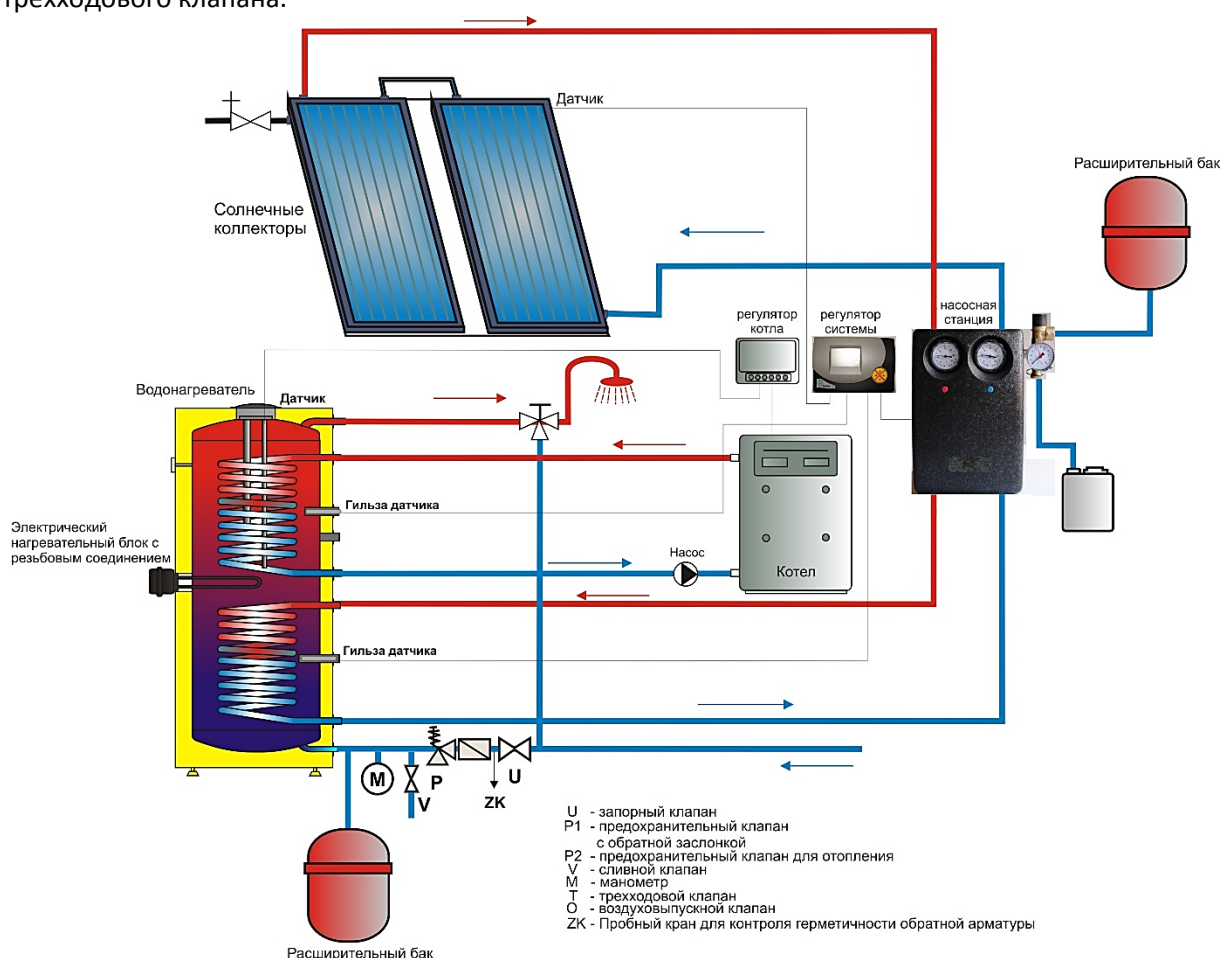 трехходового клапана.
Датчик
Расширительный бак
Солнечные
коллекторы
насосная
станция
регулятор
котла
регулятор
системы
Водонагреватель
Датчик
Гильза датчика
Электрический
нагревательный блок с
резьбовым соединением
Насос
Котел
Гильза датчика
M
V
P
ZK
U
U - запорный клапан
P1 - предохранительный клапан
с обратной заслонкой
P2 - предохранительный клапан для отопления
V - сливной клапан
M - манометр
T - трехходовой клапан
O - воздуховыпускной клапан
ZK - Пробный кран для контроля герметичности обратной арматуры
Расширительный бак